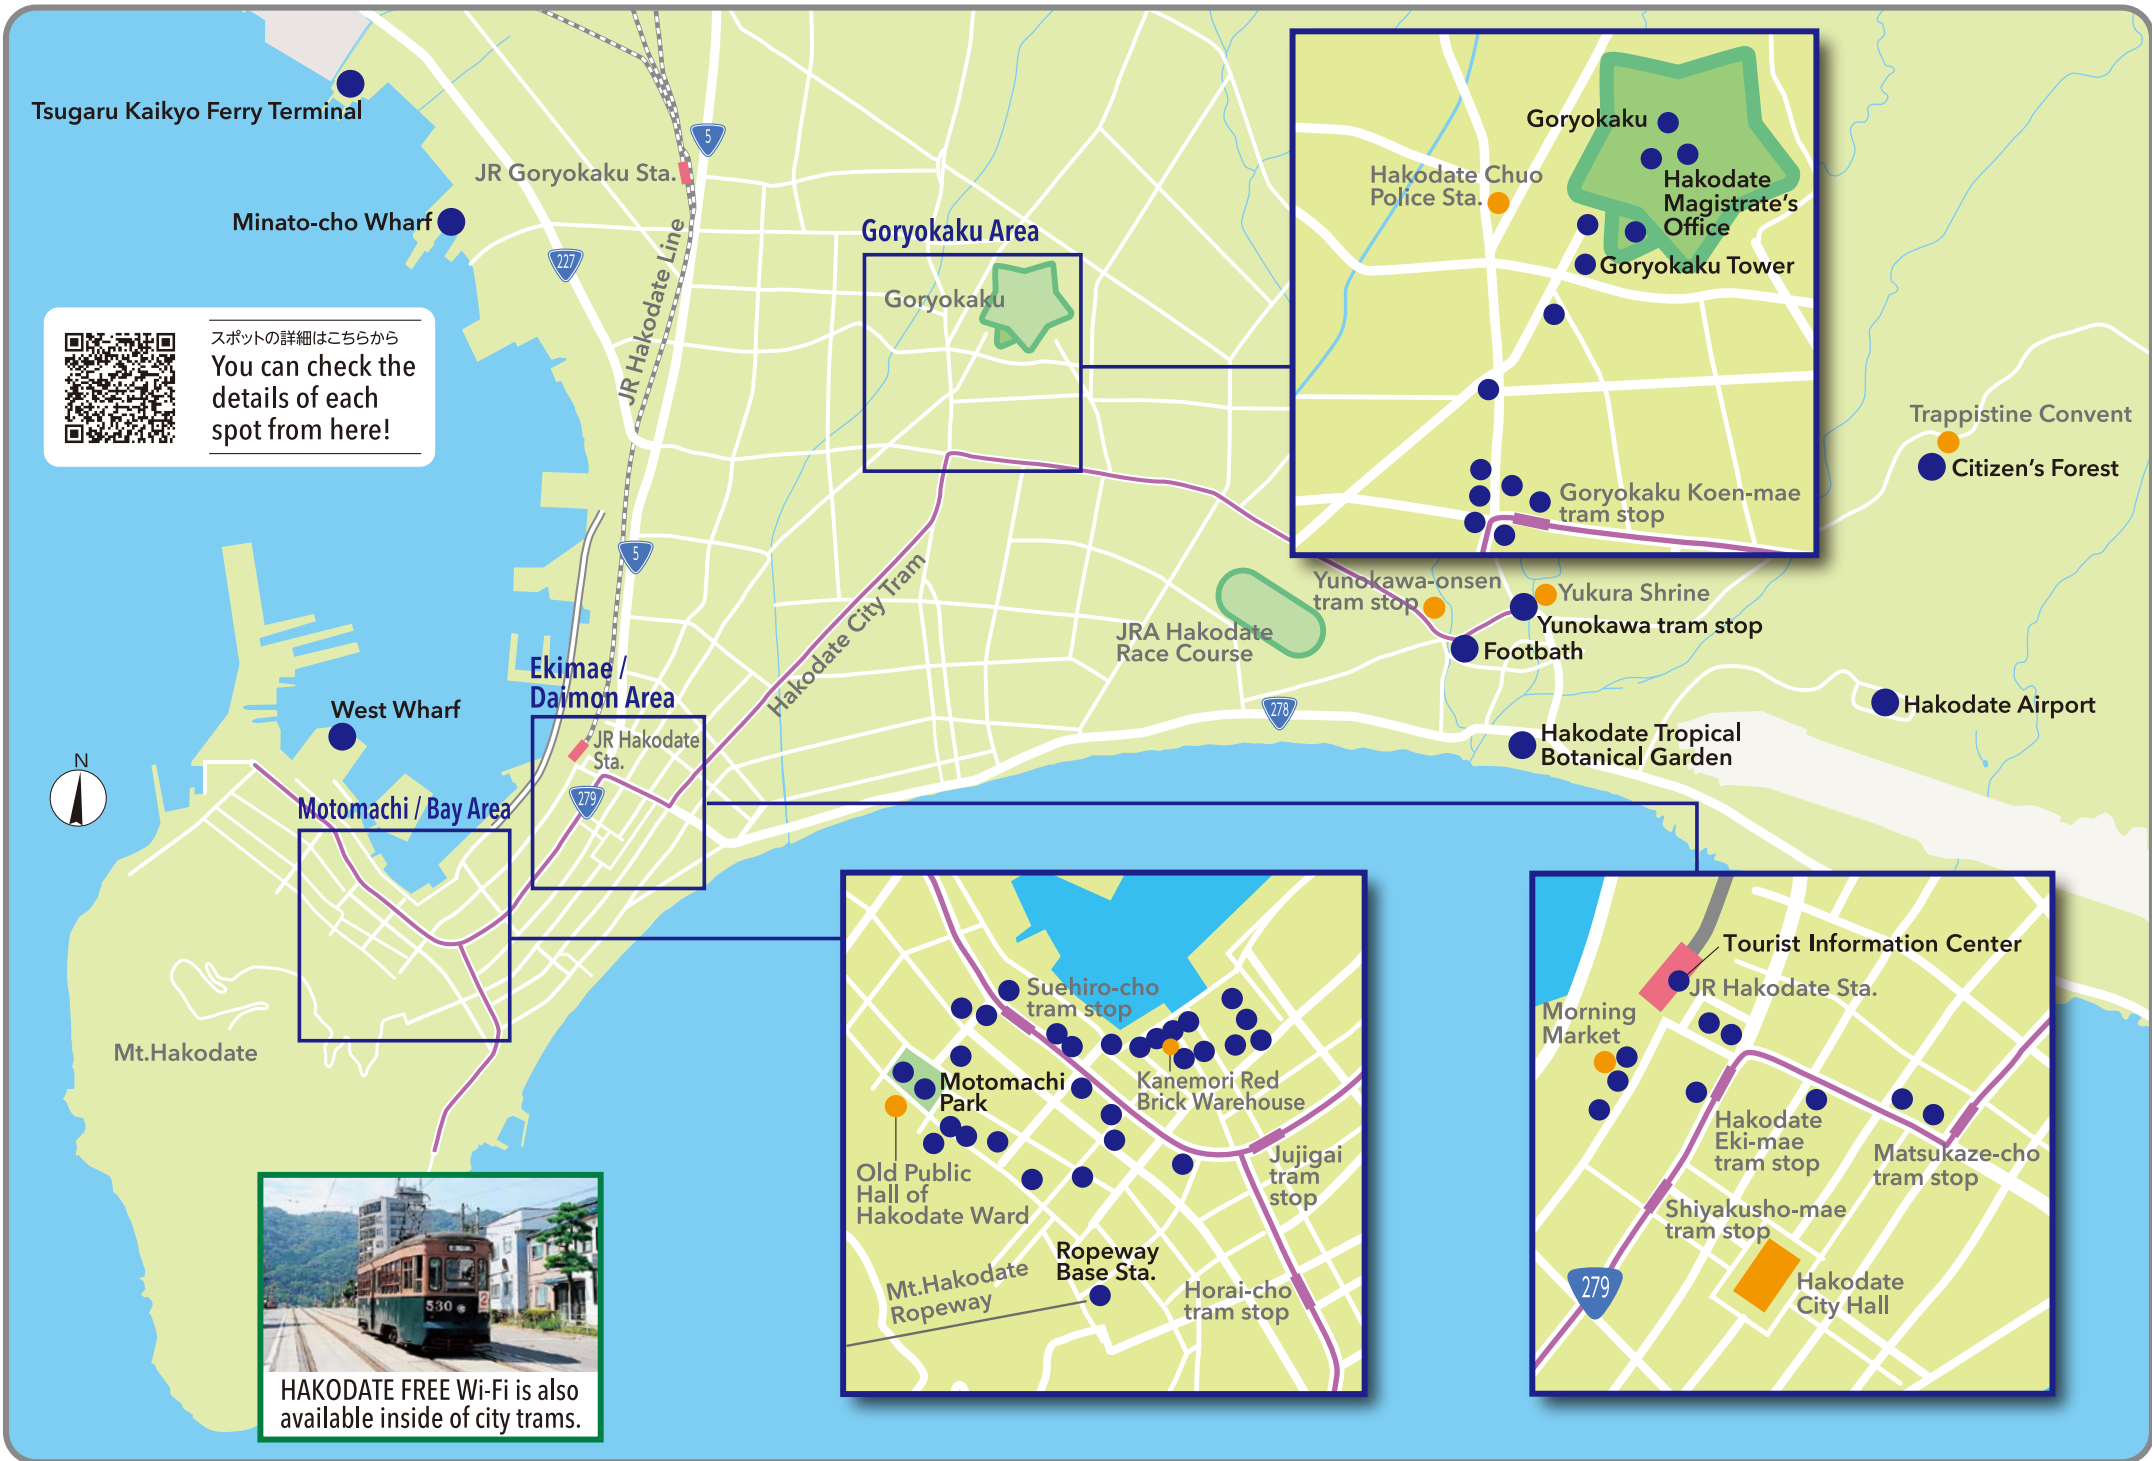 Tsugaru Kaikyo Ferry Terminal
JR Goryokaku Sta.
5
Minato-cho Wharf
227
JR Hakodate Line
スポットの詳細はこちらから
You can check the
details of each
spot from here!
Goryokaku Area
Goryokaku
Goryokaku
Hakodate Chuo
Police Sta.
Hakodate
Magistrate's
Office
Goryokaku Tower
Goryokaku Koen-mae
tram stop
Trappistine Convent
Citizen's Forest
5
Hakodate City Tram
Yunokawa-onsen
tram stop
Yukura Shrine
Yunokawa tram stop
Footbath
JRA Hakodate
Race Course
278
Hakodate Airport
Hakodate Tropical
Botanical Garden
West Wharf
Ekimae /
Daimon Area
JR Hakodate
Sta.
279
N
Motomachi / Bay Area
Mt.Hakodate
Suehiro-cho
tram stop
Motomachi
Park
Kanemori Red
Brick Warehouse
Old Public
Hall of
Hakodate Ward
Jujigai
tram
stop
Ropeway
Base Sta.
Mt.Hakodate
Ropeway
Horai-cho
tram stop
Tourist Information Center
JR Hakodate Sta.
Morning
Market
Hakodate
Eki-mae
tram stop
Matsukaze-cho
tram stop
Shiyakusho-mae
tram stop
279
Hakodate
City Hall
530
2
HAKODATE FREE Wi-Fi is also
available inside of city trams.